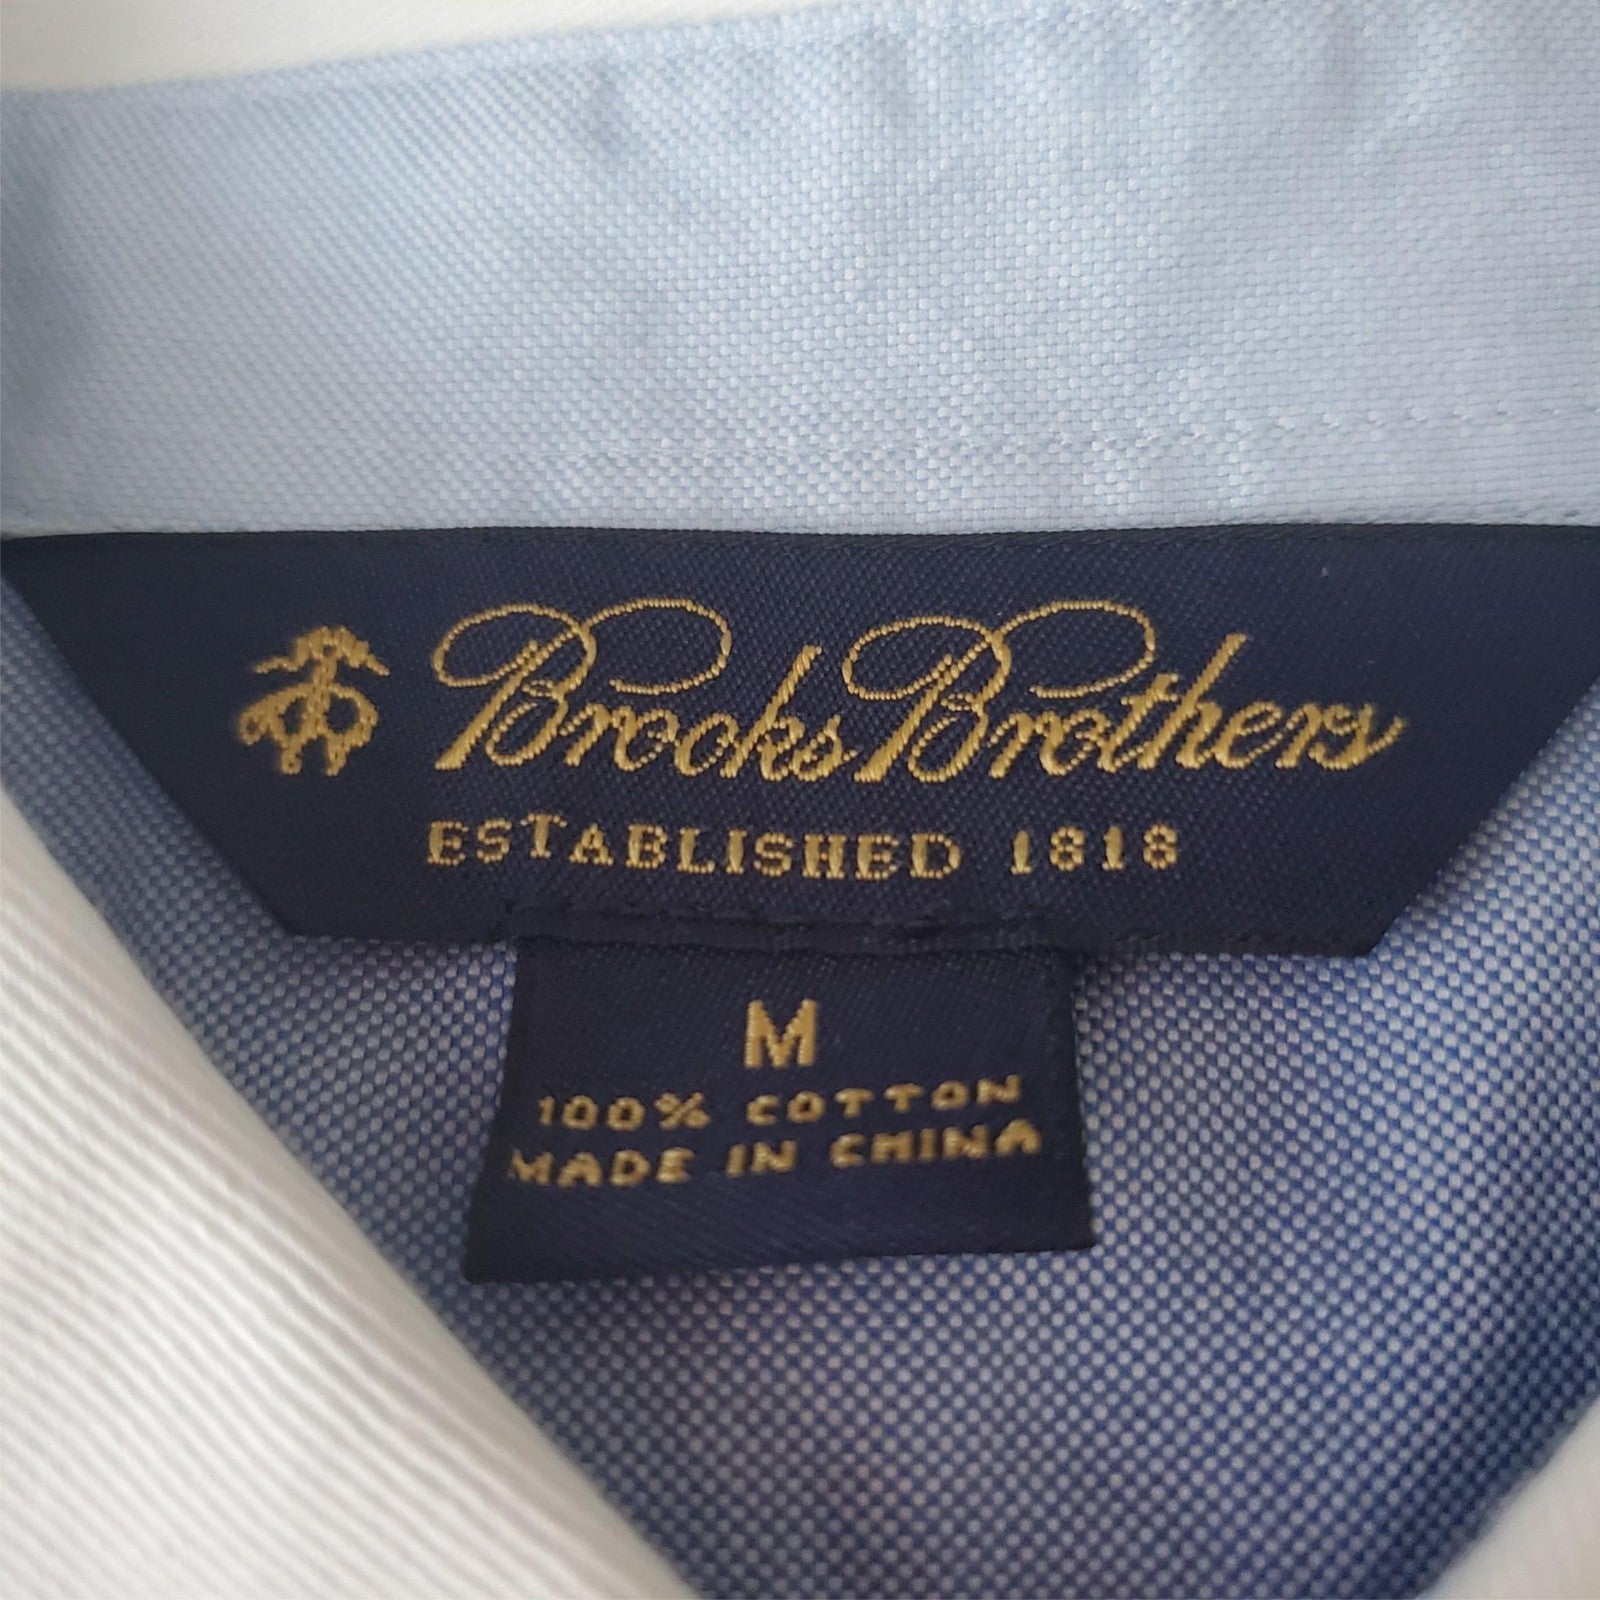 Brooks Brothers
ESTABLISHED 1818
M
100% COTTON
MADE IN CHINA